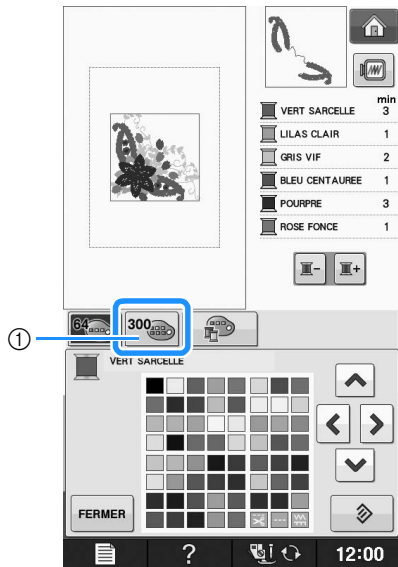 min
VERT SARCELLE 3
LILAS CLAIR 1
GRIS VIF 2
BLEU CENTAUREE 1
POURPRE 3
ROSE FONCE 1
64
300
①
VERT SARCELLE
FERMER
?
12:00